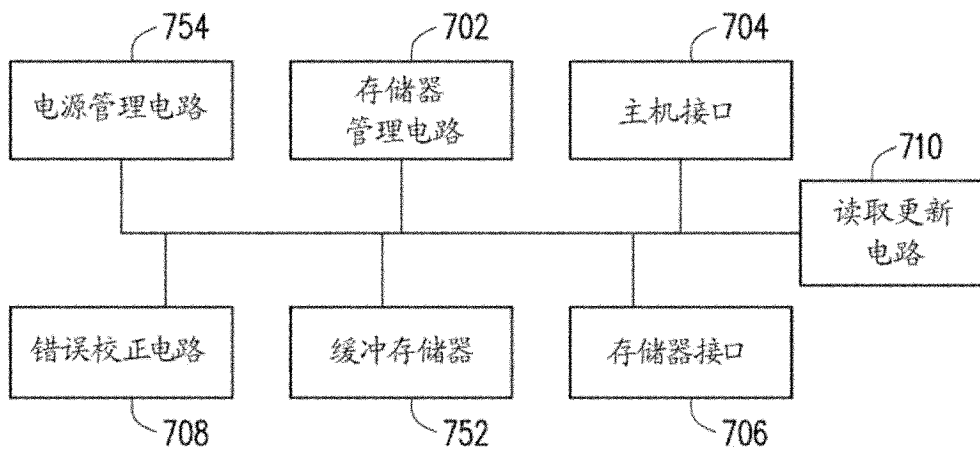 754
702
704
电源管理电路
存储器
管理电路
主机接口
710
读取更新
电路
错误校正电路
缓冲存储器
存储器接口
708
752
706